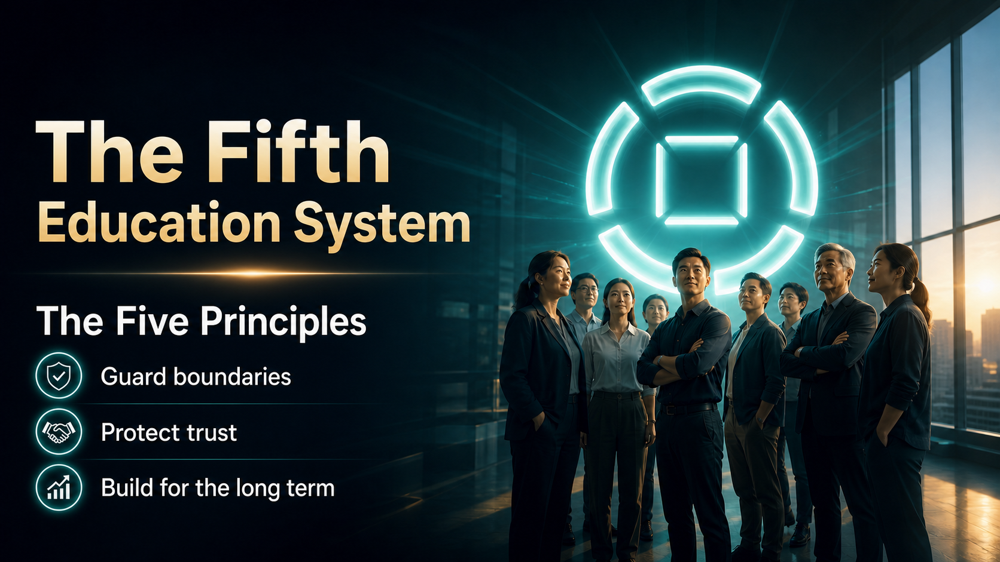 The Fifth
Education System
The Five Principles
Guard boundaries
Protect trust
Build for the long term